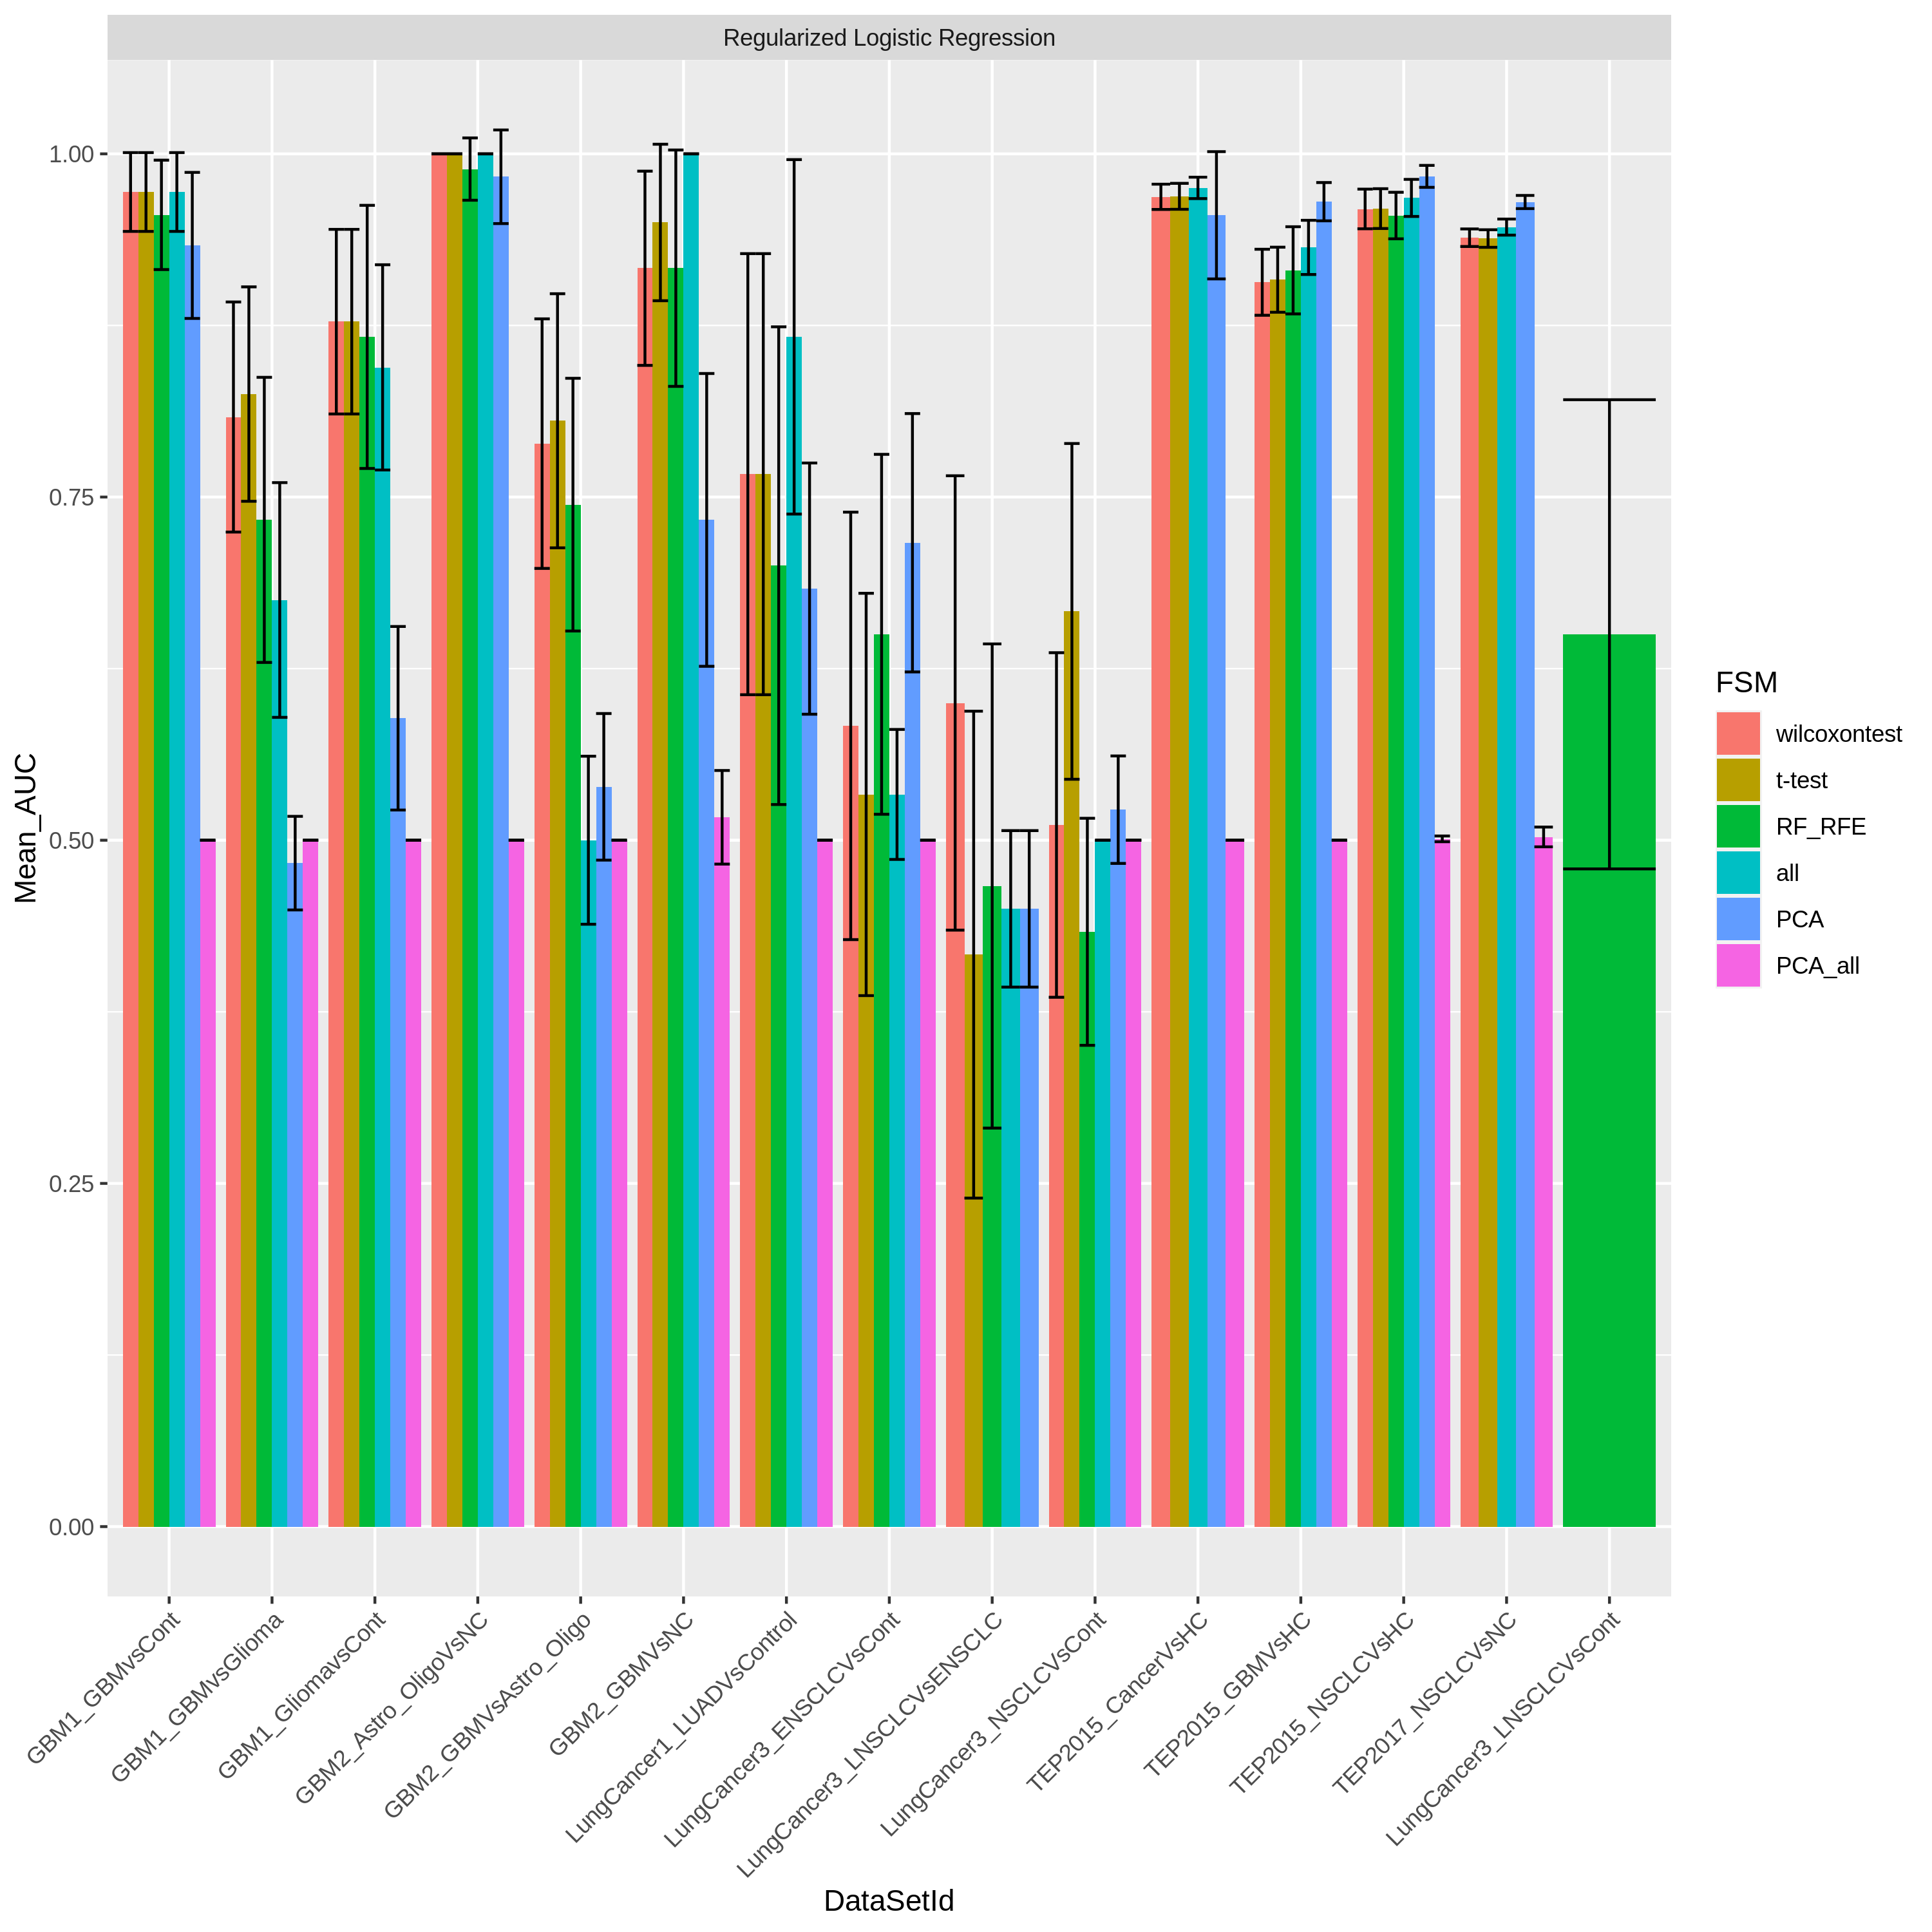 Regularized Logistic Regression
1.00
0.75
0.50
0.25
0.00
Mean_AUC
GBM1_GBMvsCont
GBM1_GBMvsGlioma
GBM1_GliomavsCont
GBM2_Astro_OligoVsNC
GBM2_GBMVsAstro_Oligo
GBM2_GBMVsNC
LungCancer1_LUADVsControl
LungCancer3_ENSCLCVsCont
LungCancer3_LNSCLCVsENSCLC
LungCancer3_NSCLCVsCont
TEP2015_CancerVsHC
TEP2015_GBMVsHC
TEP2015_NSCLCVsHC
TEP2017_NSCLCVsNC
LungCancer3_LNSCLCVsCont
DataSetId
FSM
wilcoxontest
t-test
RF_RFE
all
PCA
PCA_all